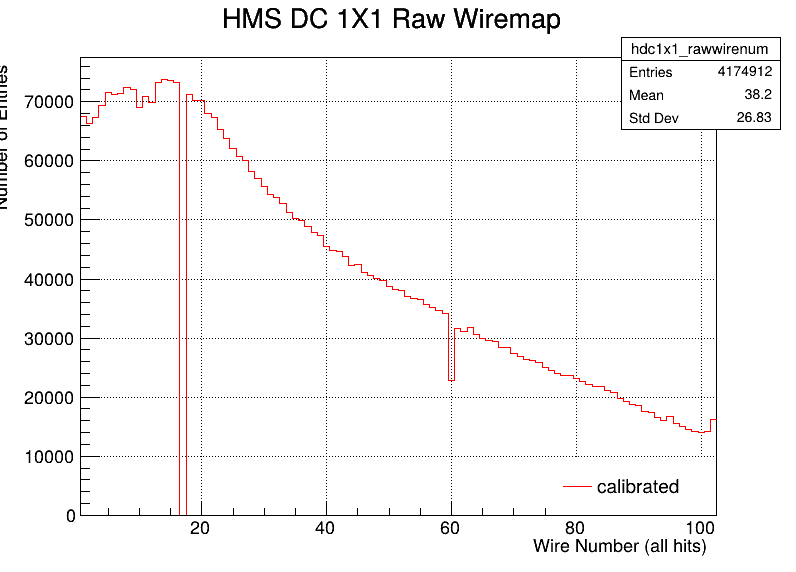 HMS DC 1X1 Raw Wiremap
hdc1x1_rawwirenum
Entries 4174912
Mean 38.2
Std Dev 26.83
Number of Entries
70000
60000
50000
40000
30000
20000
10000
0
calibrated
20 40 60 80 100
Wire Number (all hits)